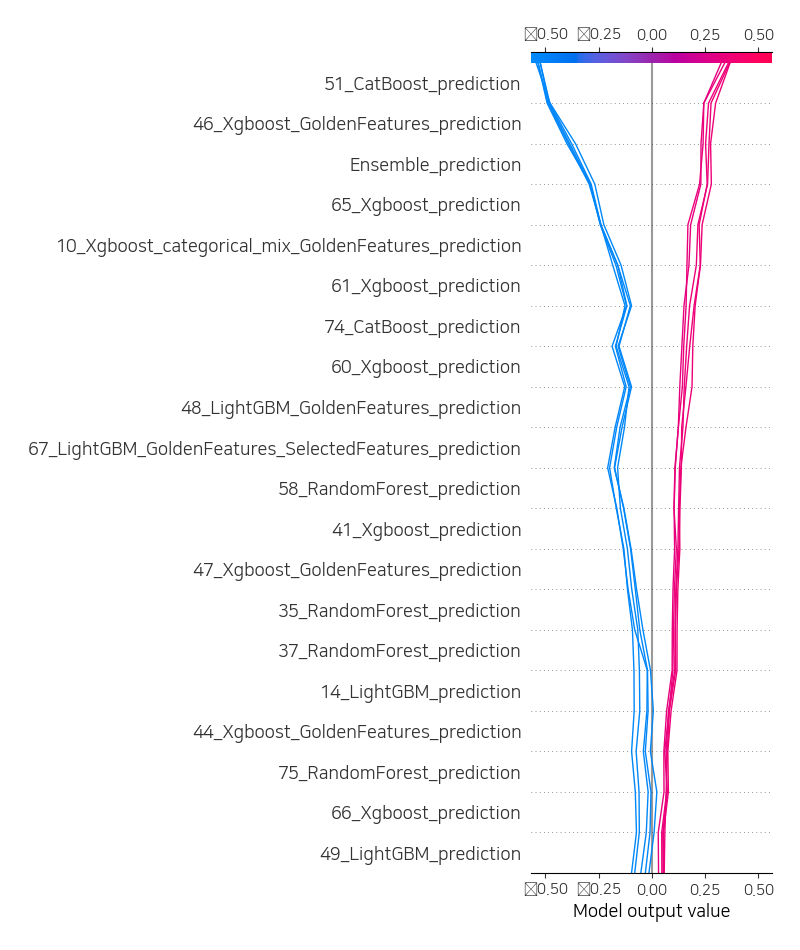 0.50 0.25 0.00 0.25 0.50
51_CatBoost_prediction
46_Xgboost_GoldenFeatures_prediction
Ensemble_prediction
65_Xgboost_prediction
10_Xgboost_categorical_mix_GoldenFeatures_prediction
61_Xgboost_prediction
74_CatBoost_prediction
60_Xgboost_prediction
48_LightGBM_GoldenFeatures_prediction
67_LightGBM_GoldenFeatures_SelectedFeatures_prediction
58_RandomForest_prediction
41_Xgboost_prediction
47_Xgboost_GoldenFeatures_prediction
35_RandomForest_prediction
37_RandomForest_prediction
14_LightGBM_prediction
44_Xgboost_GoldenFeatures_prediction
75_RandomForest_prediction
66_Xgboost_prediction
49_LightGBM_prediction
0.50 0.25 0.00 0.25 0.50
Model output value